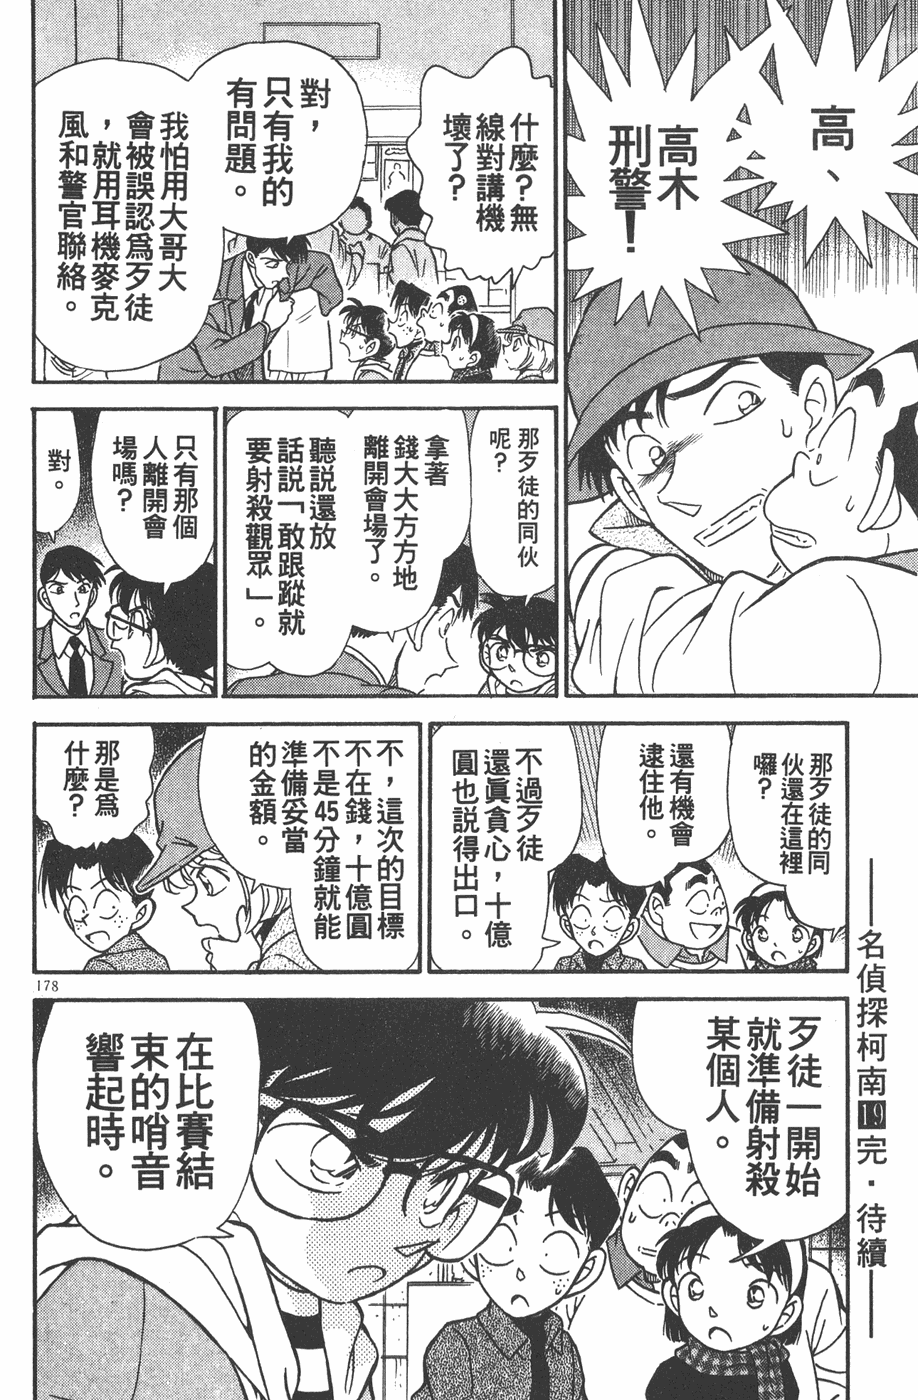 高、
高木
刑警！
什麼？無
線對講機
壞了？
對，
只有我的
有問題。
我怕用大哥大
會被誤認為歹徒
，就用耳機麥克
風和警官聯絡。
那歹徒的同伙
呢？
拿著
錢大大方方地
離開會場了。
聽説還放
話説「敢跟蹤就
要射殺觀眾」。
只有那個
人離開會
場嗎？
對。
那歹徒的同
伙還在這裡
囉？
還有機會
逮住他。
不過歹徒
還真貪心，十億
圓也説得出口。
不，這次的目標
不在錢，十億圓
不是45分鐘就能
準備妥當
的金額。
那是為
什麼？
歹徒一開始
就準備射殺
某個人。
在比賽結
束的哨音
響起時。
178
——名偵探柯南19完·待續——